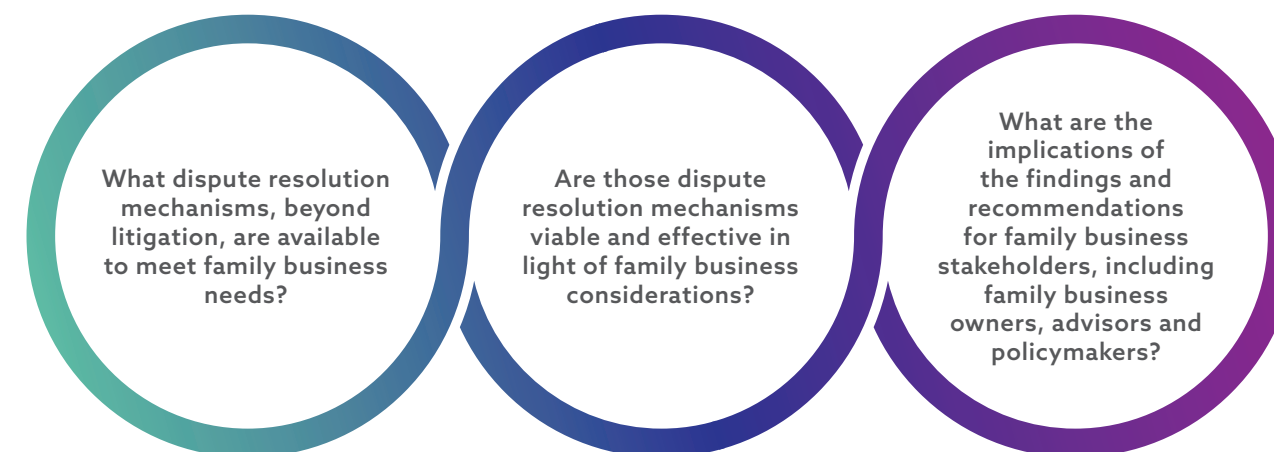 What dispute resolution
mechanisms, beyond
litigation, are available
to meet family business
needs?
Are those dispute
resolution mechanisms
viable and effective in
light of family business
considerations?
What are the
implications of
the findings and
recommendations
for family business
stakeholders, including
family business
owners, advisors and
policymakers?